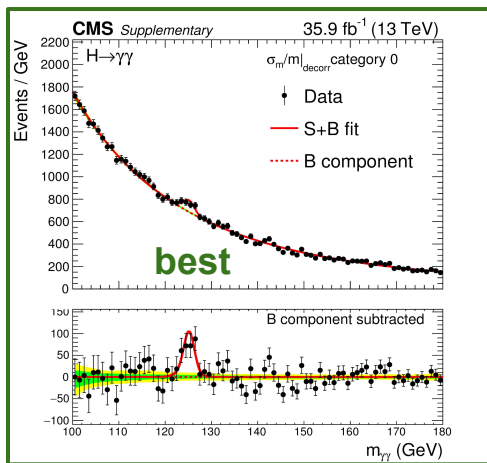 CMS Supplementary 35.9 fb⁻¹ (13 TeV)
H→γγ
σₘ/m|decorr category 0
Data
S+B fit
B component
best
Events / GeV
2200
2000
1800
1600
1400
1200
1000
800
600
400
200
0
B component subtracted
150
100
50
0
−50
−100
100 110 120 130 140 150 160 170 180
mγγ (GeV)